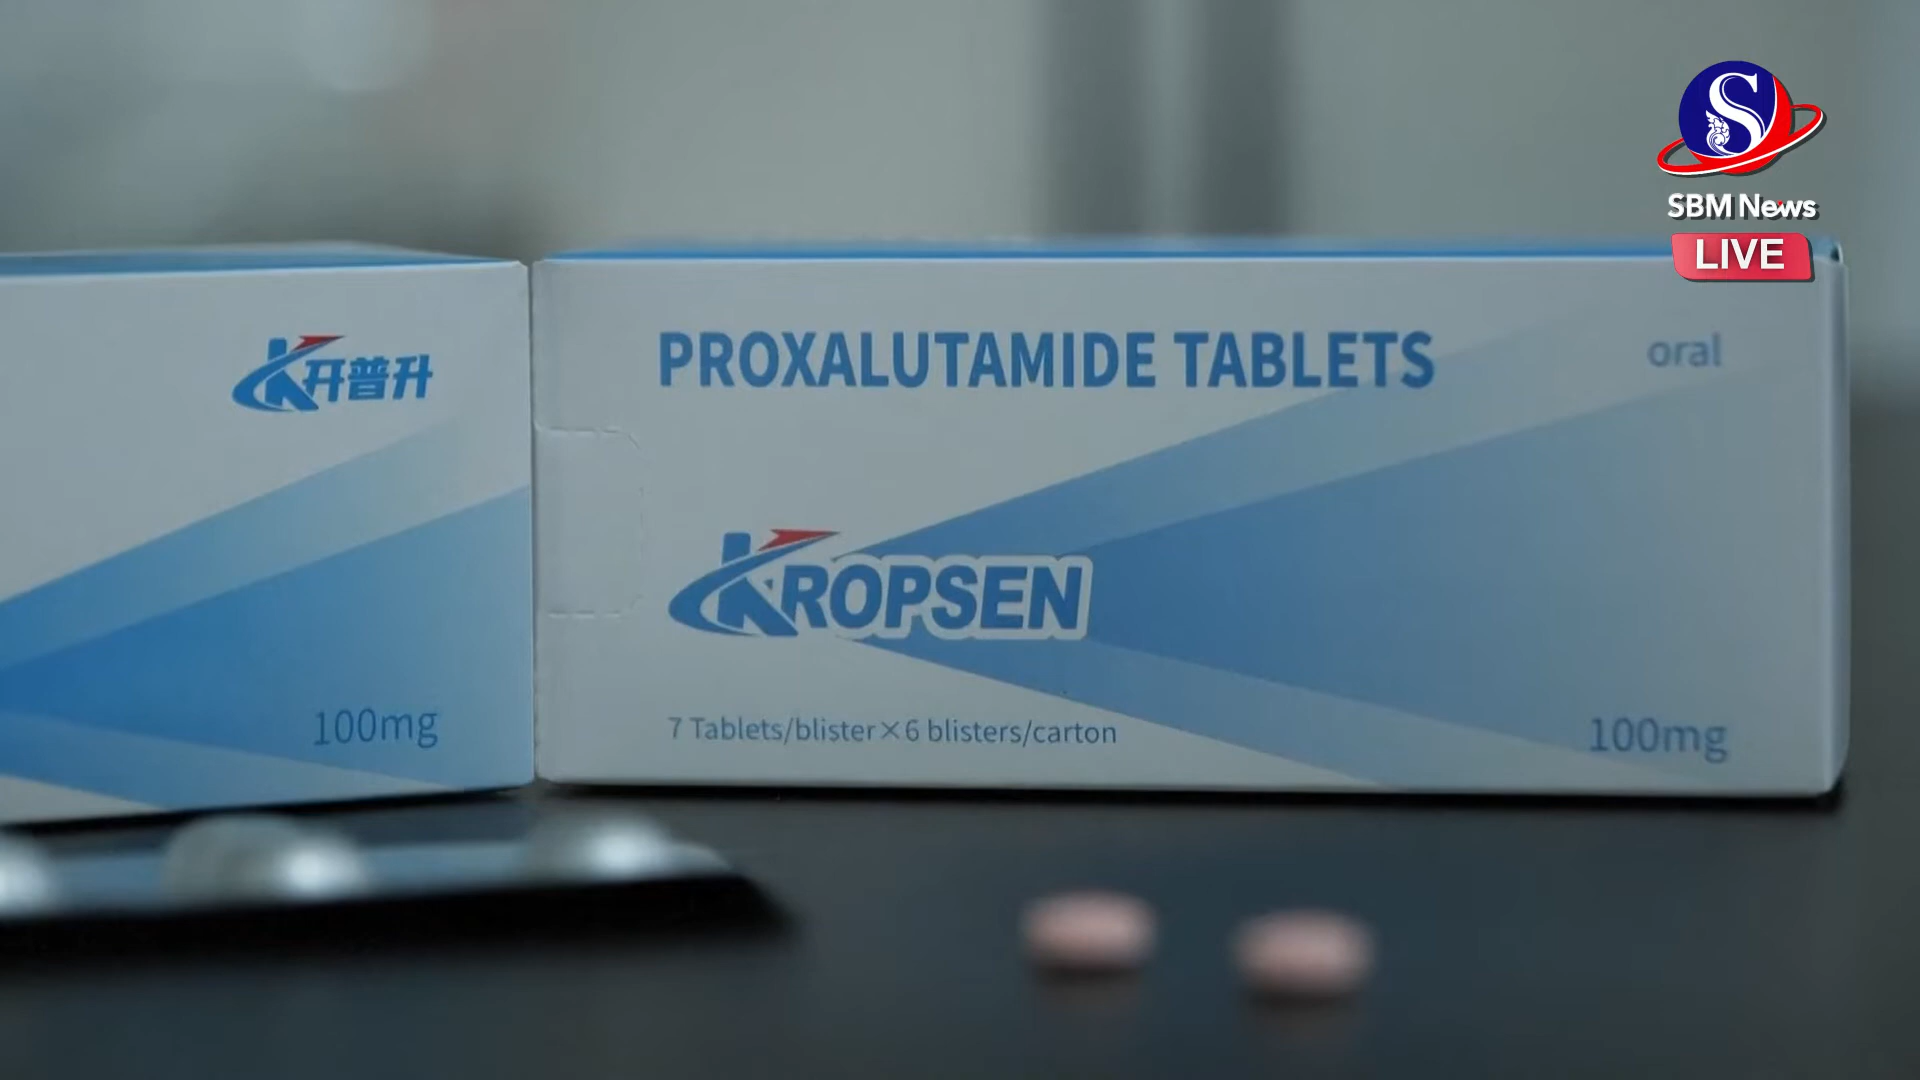 SBM News
LIVE
开普升
100mg
PROXALUTAMIDE TABLETS
oral
KROPSEN
7 Tablets/blister×6 blisters/carton
100mg